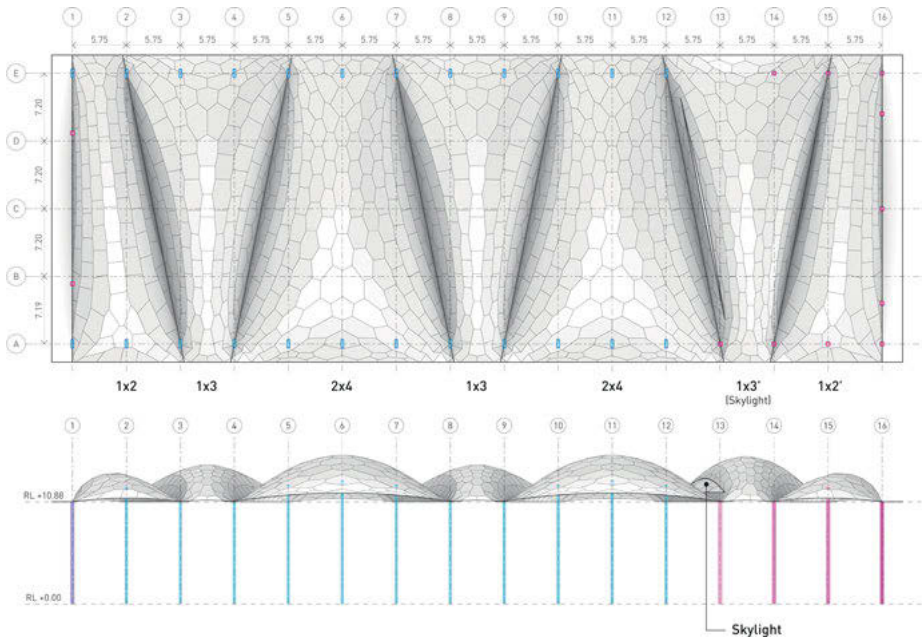 1 2 3 4 5 6 7 8 9 10 11 12 13 14 15 16
5.75 5.75 5.75 5.75 5.75 5.75 5.75 5.75 5.75 5.75 5.75 5.75 5.75 5.75 5.75
E
7.20
D
7.20
C
7.20
B
7.19
A
1x2 1x3 2x4 1x3 2x4 1x3' 1x2'
(Skylight)
1 2 3 4 5 6 7 8 9 10 11 12 13 14 15 16
RL +10.88
RL +0.00
Skylight